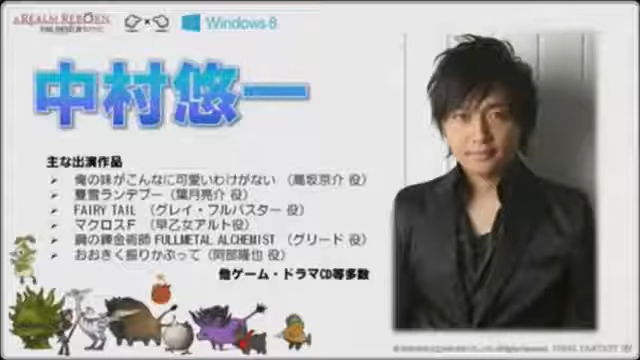 A REALM REBORN
Windows 8
中村悠一
主な出演作品
➢ 俺の妹がこんなに可愛いわけがない （高坂京介 役）
➢ 豊雪ランデブー（葉月亮介 役）
➢ FAIRY TAIL （グレイ・フルバスター 役）
➢ マクロスＦ （早乙女アルト役）
➢ 鋼の錬金術師 FULLMETAL ALCHEMIST （グリード 役）
➢ おおきく振りかぶって（阿部隆也 役）
他ゲーム・ドラマCD等多数
FINAL FANTASY XIV